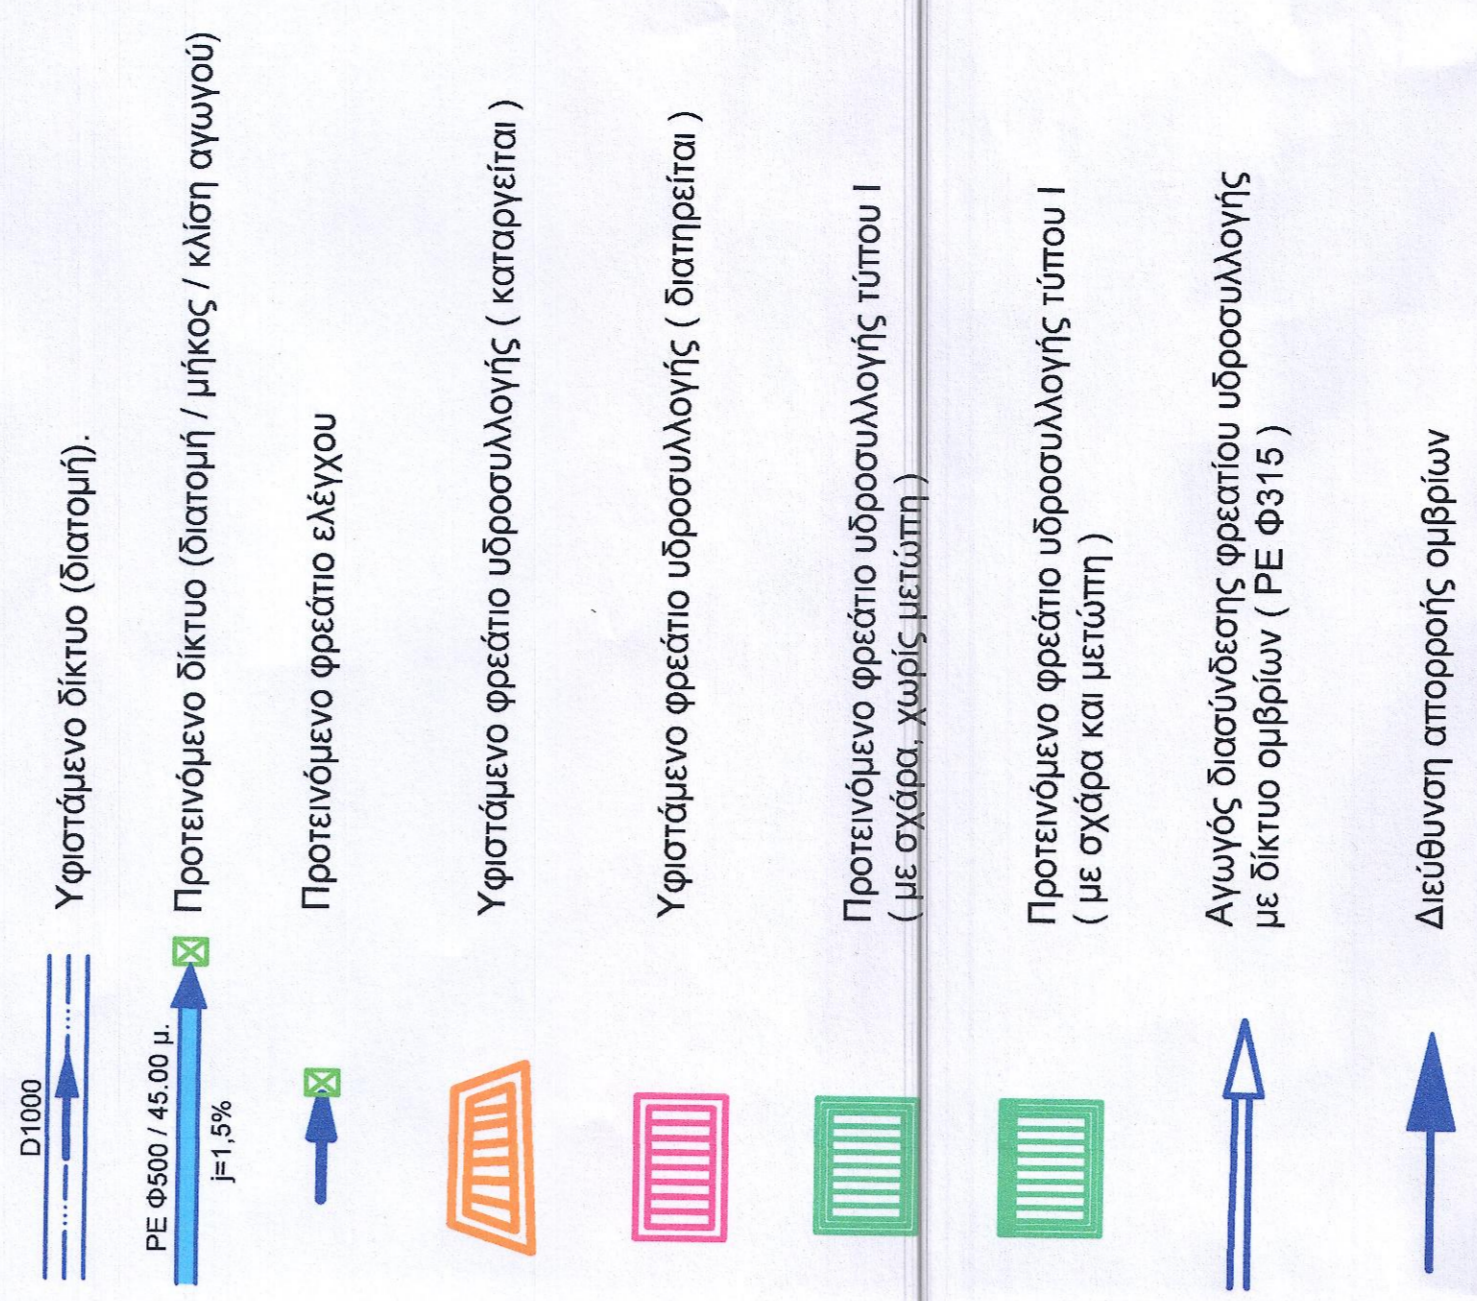 D1000
Υφιστάμενο δίκτυο (διατομή).
PE Φ500 / 45.00 μ.
j=1,5%
Προτεινόμενο δίκτυο (διατομή / μήκος / κλίση αγωγού)
Προτεινόμενο φρεάτιο ελέγχου
Υφιστάμενο φρεάτιο υδροσυλλογής ( καταργείται )
Υφιστάμενο φρεάτιο υδροσυλλογής ( διατηρείται )
Προτεινόμενο φρεάτιο υδροσυλλογής τύπου Ι
( με σχάρα, χωρίς μετώπη )
Προτεινόμενο φρεάτιο υδροσυλλογής τύπου Ι
( με σχάρα και μετώπη )
Αγωγός διασύνδεσης φρεατίου υδροσυλλογής
με δίκτυο ομβρίων ( PE Φ315 )
Διεύθυνση απορροής ομβρίων